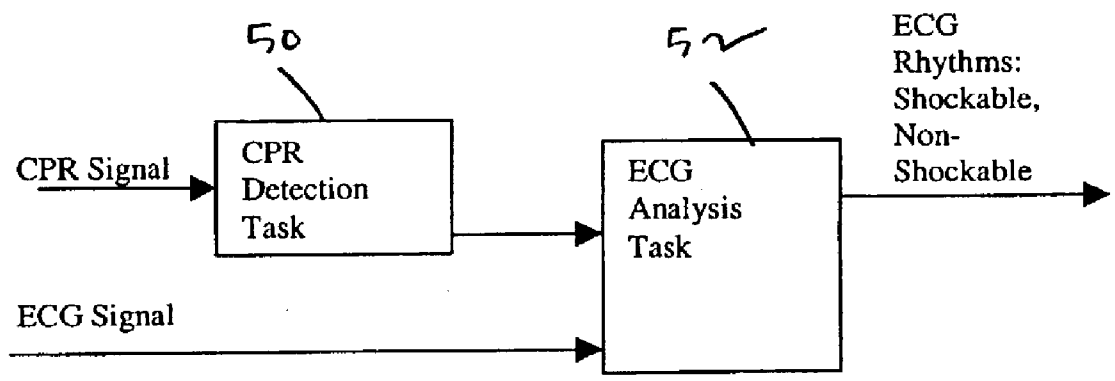 50
52
ECG
Rhythms:
Shockable,
Non-
Shockable
CPR Signal
CPR
Detection
Task
ECG
Analysis
Task
ECG Signal